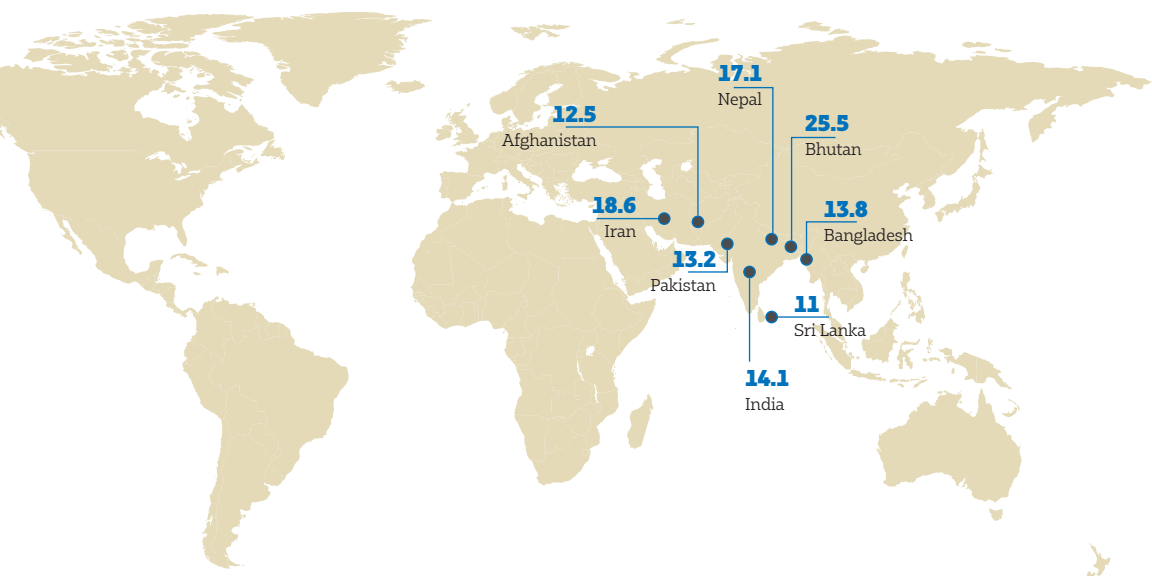 17.1
Nepal
12.5
Afghanistan
25.5
Bhutan
18.6
Iran
13.8
Bangladesh
13.2
Pakistan
11
Sri Lanka
14.1
India